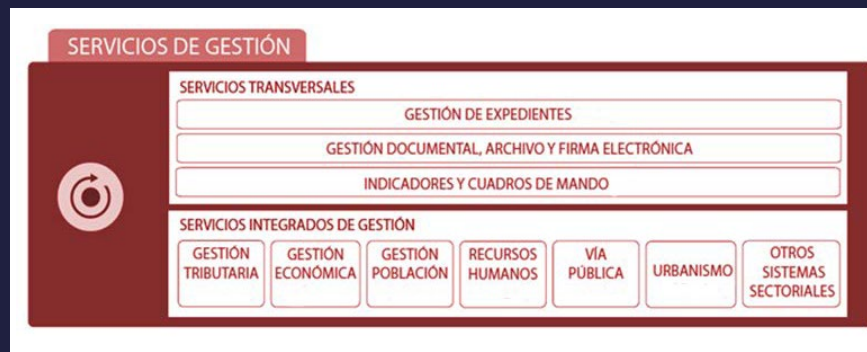 SERVICIOS DE GESTIÓN
SERVICIOS TRANSVERSALES
GESTIÓN DE EXPEDIENTES
GESTIÓN DOCUMENTAL, ARCHIVO Y FIRMA ELECTRÓNICA
INDICADORES Y CUADROS DE MANDO
SERVICIOS INTEGRADOS DE GESTIÓN
GESTIÓN
TRIBUTARIA
GESTIÓN
ECONÓMICA
GESTIÓN
POBLACIÓN
RECURSOS
HUMANOS
VÍA
PÚBLICA
URBANISMO
OTROS
SISTEMAS
SECTORIALES